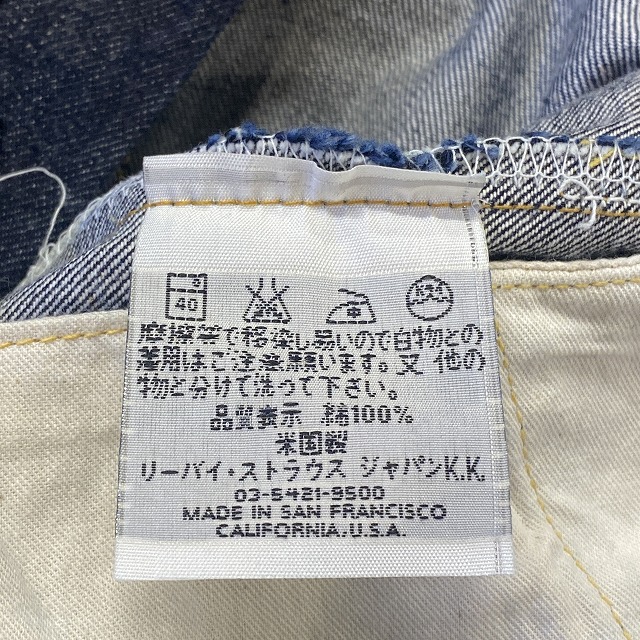 40
摩擦等で移染し易いので白物との
着用はご注意願います。又 他の
物と分けて洗って下さい。
品質表示 綿100%
米国製
リーバイ・ストラウス ジャパンK.K.
03-5421-9500
MADE IN SAN FRANCISCO
CALIFORNIA.U.S.A.